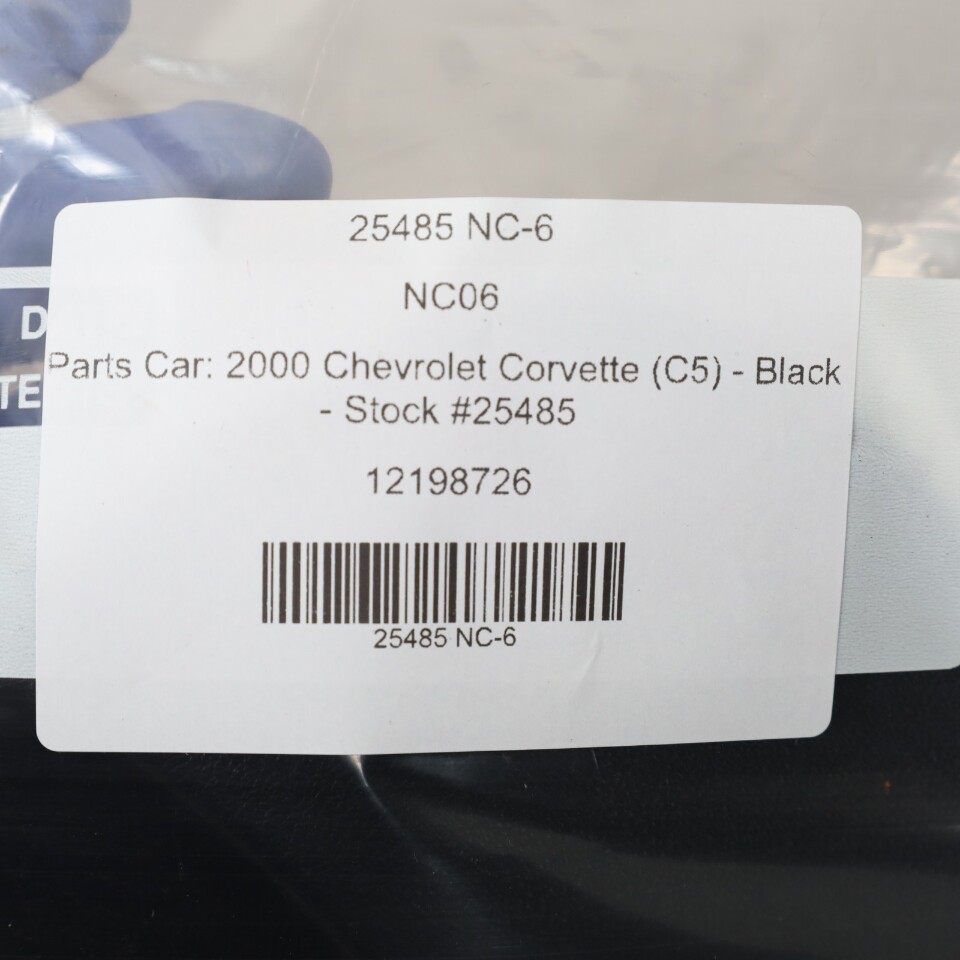 25485 NC-6
NC06
Parts Car: 2000 Chevrolet Corvette (C5) - Black
- Stock #25485
12198726
25485 NC-6